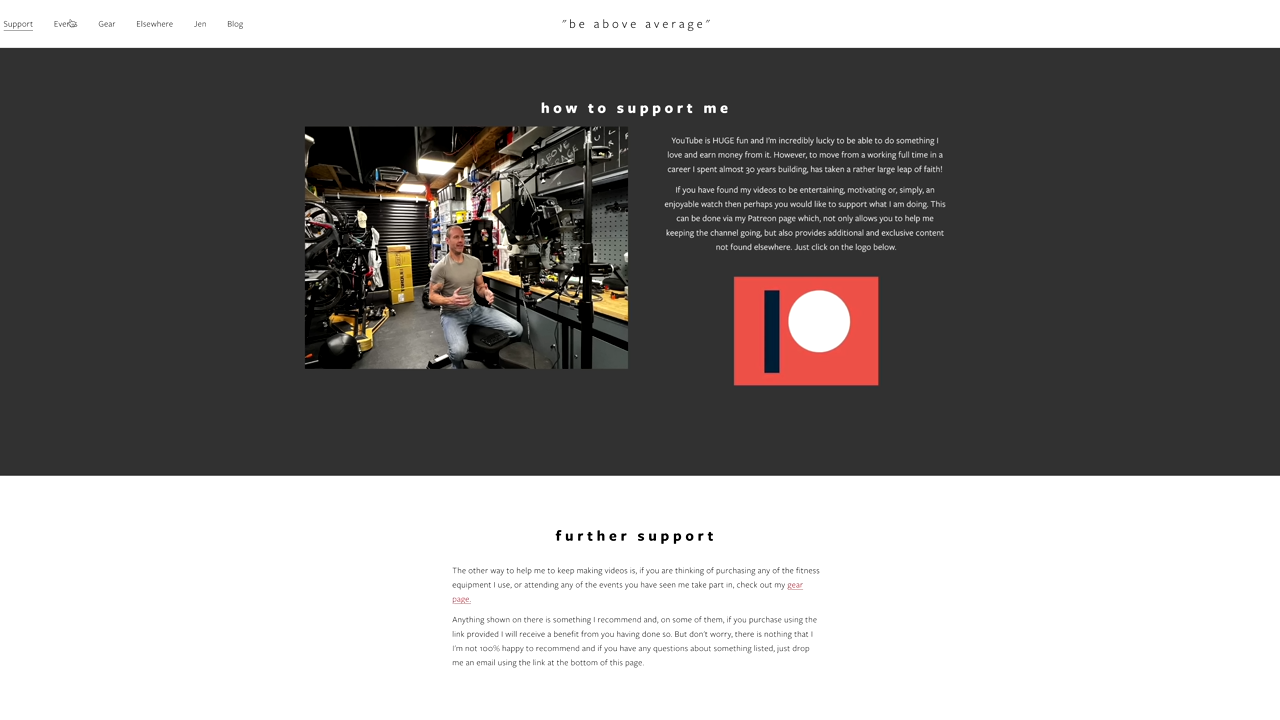 Support Events Gear Elsewhere Jen Blog
"be above average"
how to support me
YouTube is HUGE fun and I'm incredibly lucky to be able to do something I
love and earn money from it. However, to move from a working full time in a
career I spent almost 30 years building, has taken a rather large leap of faith!
If you have found my videos to be entertaining, motivating or, simply, an
enjoyable watch then perhaps you would like to support what I am doing. This
can be done via my Patreon page which, not only allows you to help me
keeping the channel going, but also provides additional and exclusive content
not found elsewhere. Just click on the logo below.
ABOVE
further support
The other way to help me to keep making videos is, if you are thinking of purchasing any of the fitness
equipment I use, or attending any of the events you have seen me take part in, check out my gear
page.
Anything shown on there is something I recommend and, on some of them, if you purchase using the
link provided I will receive a benefit from you having done so. But don't worry, there is nothing that I
I'm not 100% happy to recommend and if you have any questions about something listed, just drop
me an email using the link at the bottom of this page.